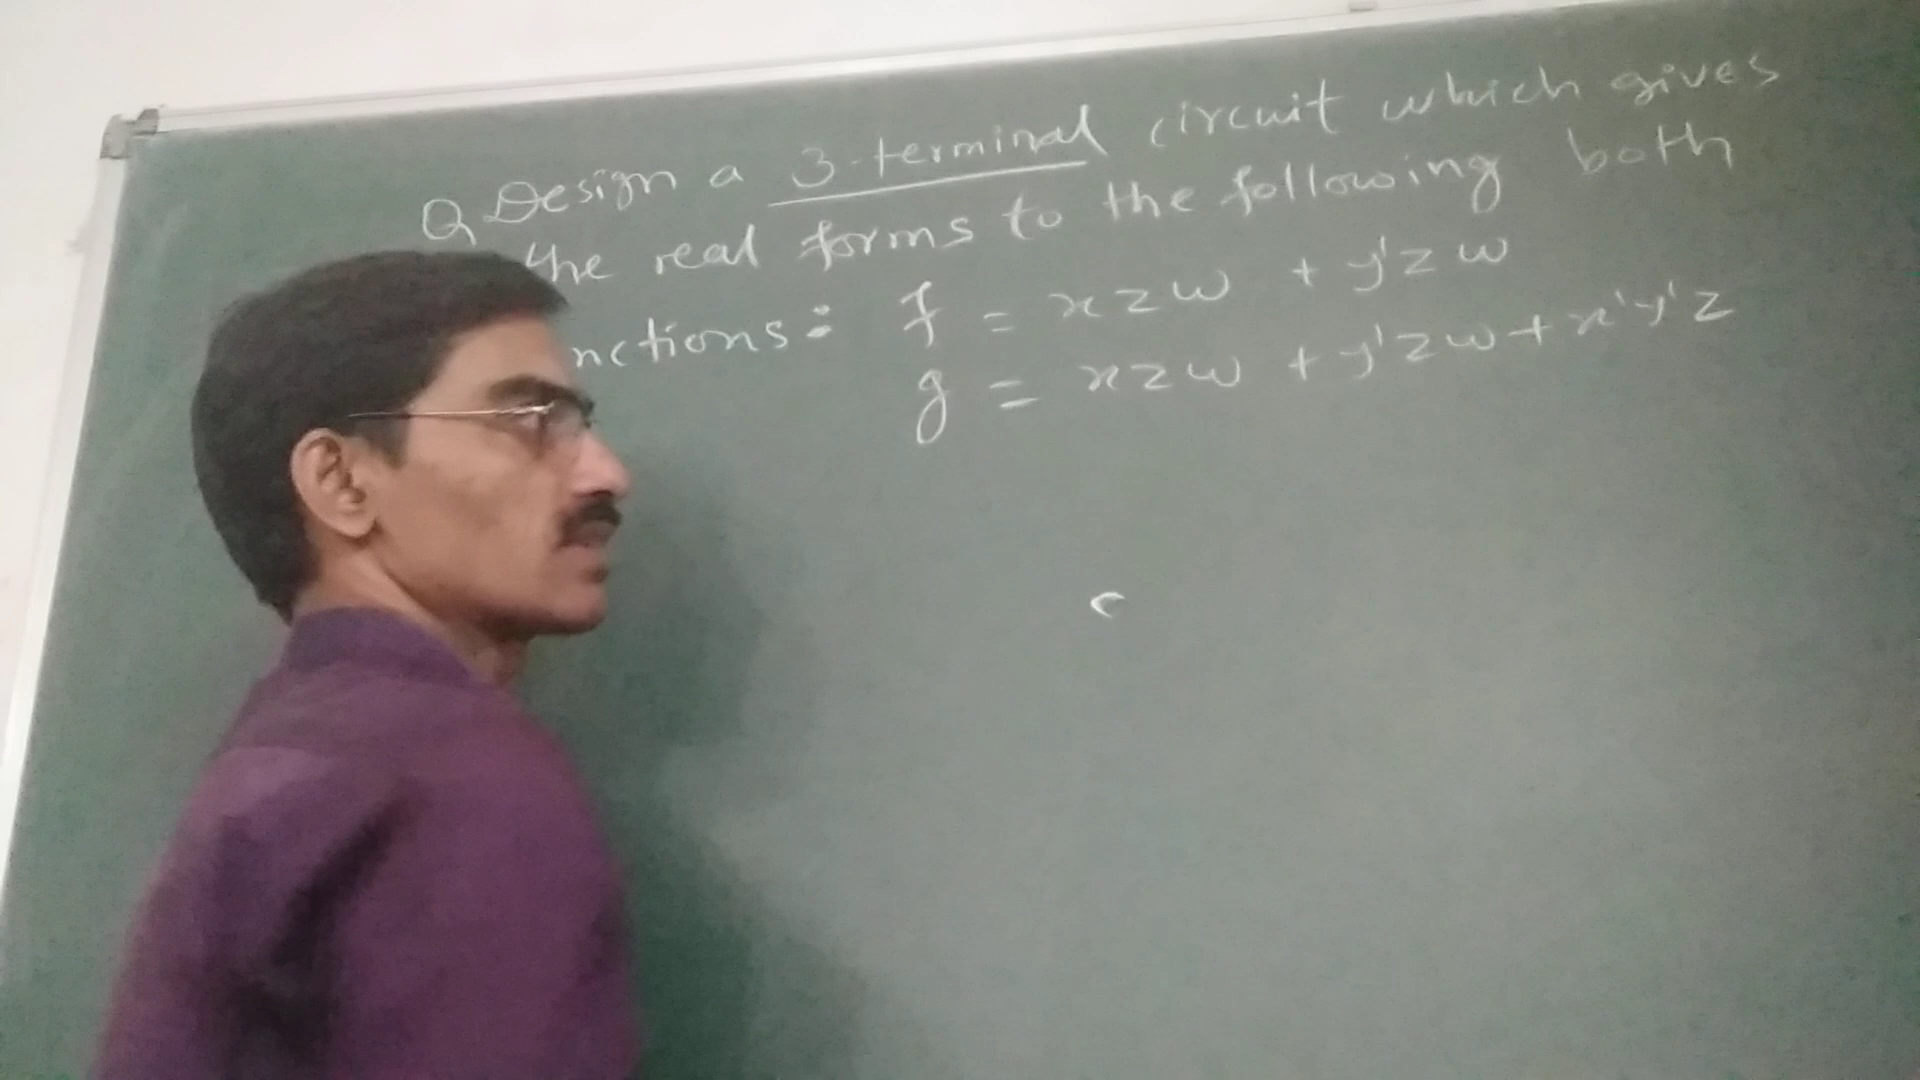 Q Design a 3-terminal circuit which gives
the real forms to the following both
nctions: f = xzw + y'zw
g = xzw + y'zw + x'y'z